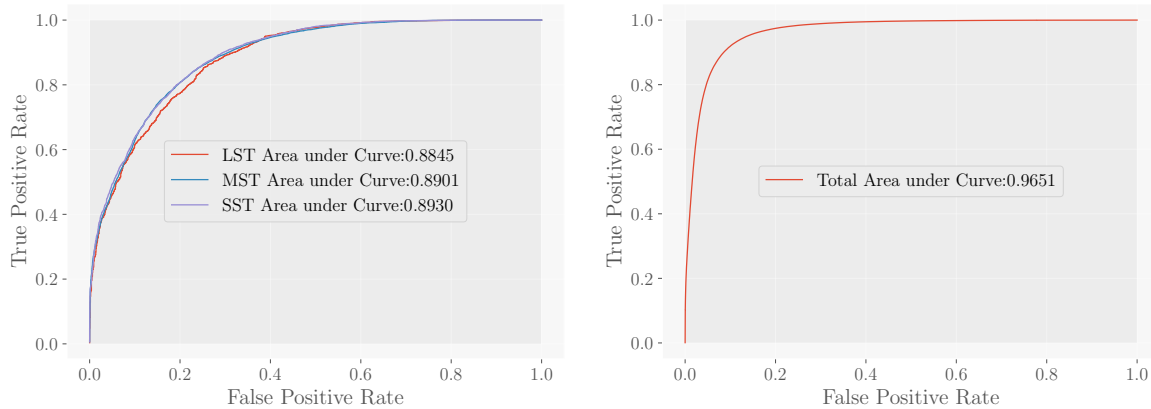 1.0
0.8
0.6
0.4
0.2
0.0
True Positive Rate
LST Area under Curve:0.8845
MST Area under Curve:0.8901
SST Area under Curve:0.8930
0.0 0.2 0.4 0.6 0.8 1.0
False Positive Rate
1.0
0.8
0.6
0.4
0.2
0.0
True Positive Rate
Total Area under Curve:0.9651
0.0 0.2 0.4 0.6 0.8 1.0
False Positive Rate